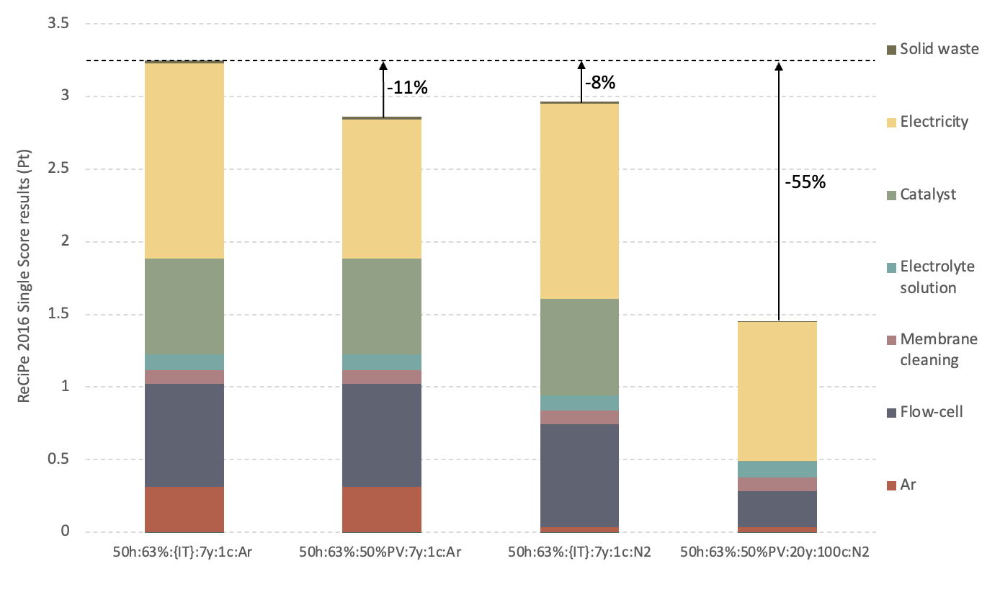 3.5
3
2.5
2
1.5
1
0.5
0
ReCiPe 2016 Single Score results (Pt)
-11%
-8%
-55%
50h:63%:{IT}:7y:1c:Ar
50h:63%:50%PV:7y:1c:Ar
50h:63%:{IT}:7y:1c:N2
50h:63%:50%PV:20y:100c:N2
Solid waste
Electricity
Catalyst
Electrolyte
solution
Membrane
cleaning
Flow-cell
Ar